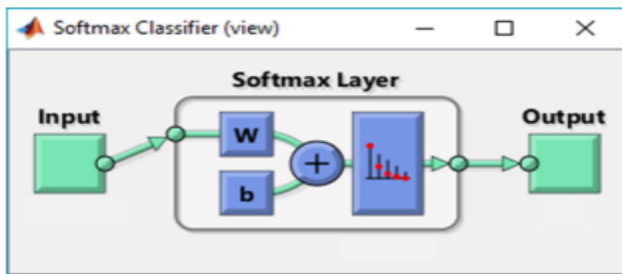 Softmax Classifier (view)
Softmax Layer
Input
Output
W
+
b